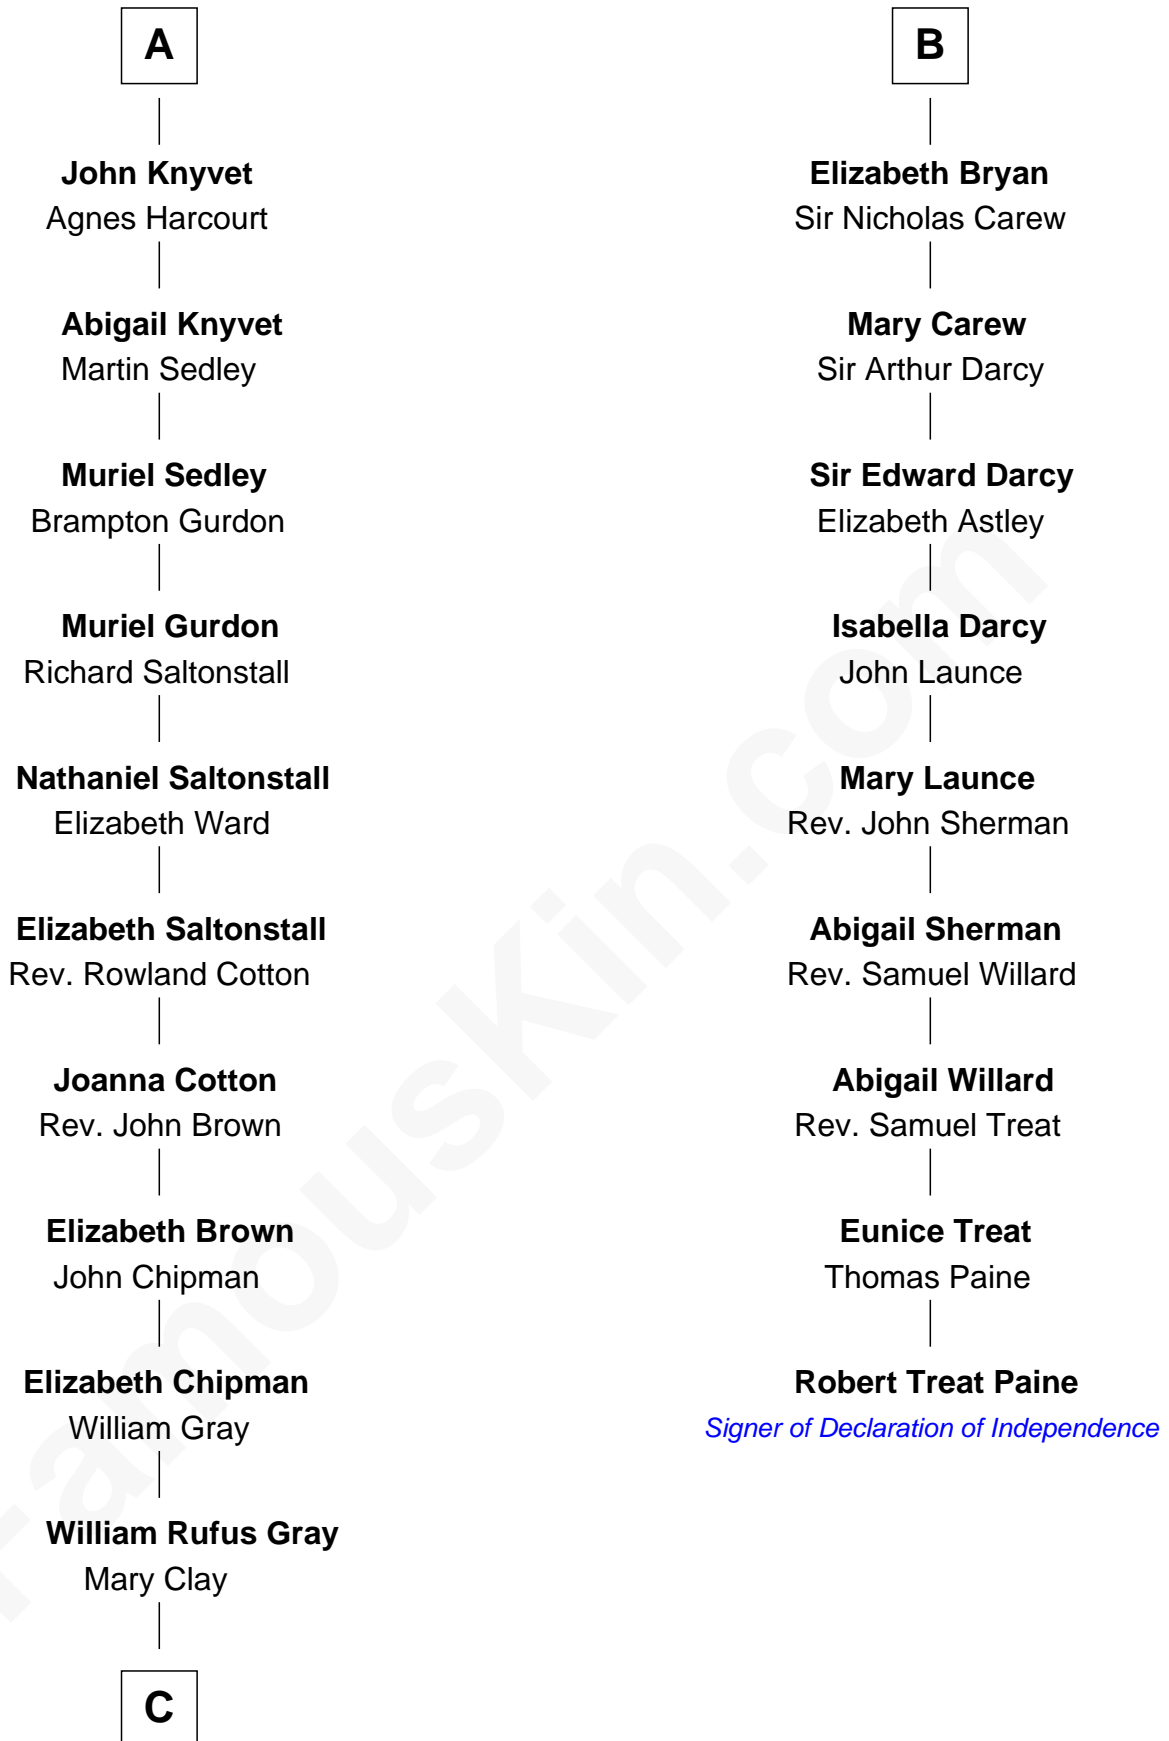 A
John Knyvet
Agnes Harcourt
Abigail Knyvet
Martin Sedley
Muriel Sedley
Brampton Gurdon
Muriel Gurdon
Richard Saltonstall
Nathaniel Saltonstall
Elizabeth Ward
Elizabeth Saltonstall
Rev. Rowland Cotton
Joanna Cotton
Rev. John Brown
Elizabeth Brown
John Chipman
Elizabeth Chipman
William Gray
William Rufus Gray
Mary Clay
C
B
Elizabeth Bryan
Sir Nicholas Carew
Mary Carew
Sir Arthur Darcy
Sir Edward Darcy
Elizabeth Astley
Isabella Darcy
John Launce
Mary Launce
Rev. John Sherman
Abigail Sherman
Rev. Samuel Willard
Abigail Willard
Rev. Samuel Treat
Eunice Treat
Thomas Paine
Robert Treat Paine
Signer of Declaration of Independence
FamousKin.com